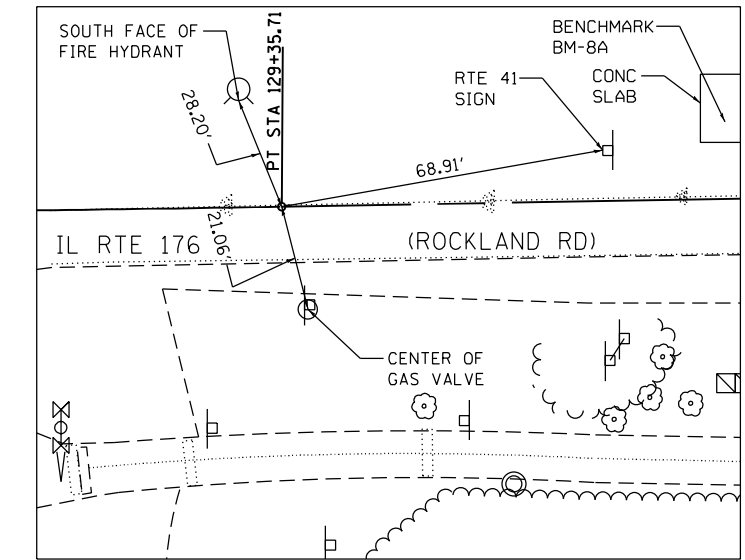 SOUTH FACE OF
FIRE HYDRANT
28.20'
PT STA 129+35.71
RTE 41
SIGN
BENCHMARK
BM-8A
CONC
SLAB
68.91'
IL RTE 176
21.06'
(ROCKLAND RD)
CENTER OF
GAS VALVE